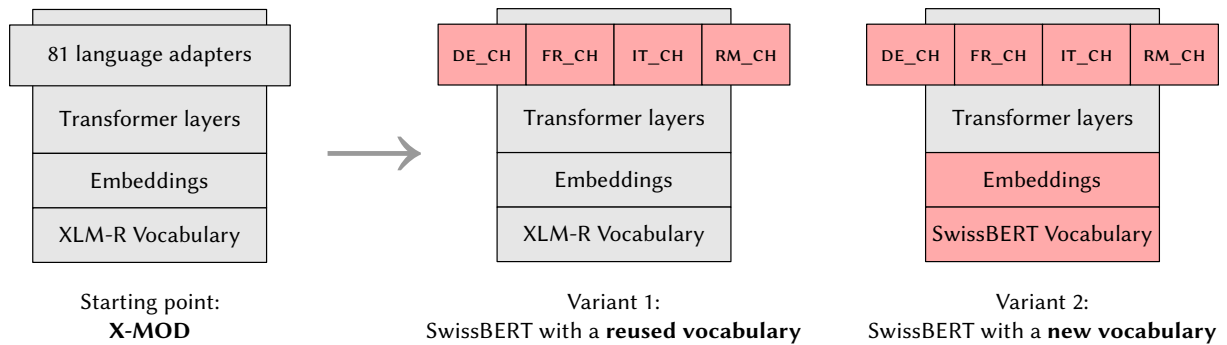 81 language adapters
Transformer layers
Embeddings
XLM-R Vocabulary
Starting point:
X-MOD
DE_CH FR_CH IT_CH RM_CH
Transformer layers
Embeddings
XLM-R Vocabulary
Variant 1:
SwissBERT with a reused vocabulary
DE_CH FR_CH IT_CH RM_CH
Transformer layers
Embeddings
SwissBERT Vocabulary
Variant 2:
SwissBERT with a new vocabulary